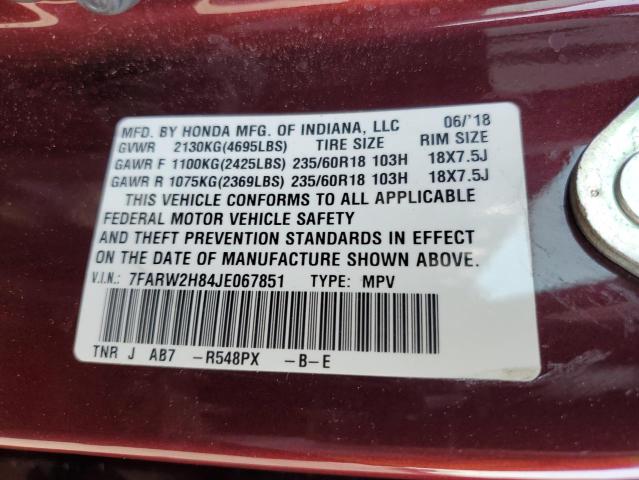 MFD. BY HONDA MFG. OF INDIANA, LLC 06/'18
GVWR 2130KG(4695LBS) TIRE SIZE RIM SIZE
GAWR F 1100KG(2425LBS) 235/60R18 103H 18X7.5J
GAWR R 1075KG(2369LBS) 235/60R18 103H 18X7.5J
THIS VEHICLE CONFORMS TO ALL APPLICABLE
FEDERAL MOTOR VEHICLE SAFETY
AND THEFT PREVENTION STANDARDS IN EFFECT
ON THE DATE OF MANUFACTURE SHOWN ABOVE.
V.I.N.: 7FARW2H84JE067851 TYPE: MPV
TNR J AB7 -R548PX -B-E